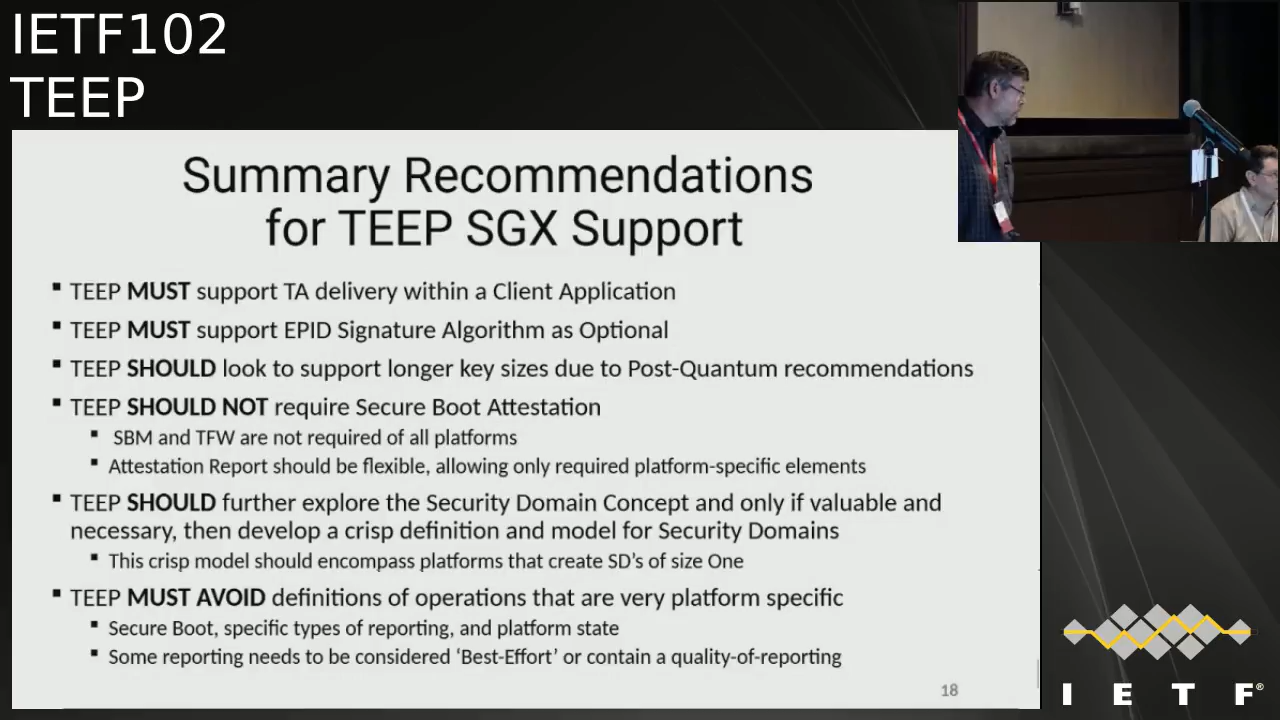 IETF102
TEEP
Summary Recommendations
for TEEP SGX Support
▪ TEEP MUST support TA delivery within a Client Application
▪ TEEP MUST support EPID Signature Algorithm as Optional
▪ TEEP SHOULD look to support longer key sizes due to Post-Quantum recommendations
▪ TEEP SHOULD NOT require Secure Boot Attestation
▪ SBM and TFW are not required of all platforms
▪ Attestation Report should be flexible, allowing only required platform-specific elements
▪ TEEP SHOULD further explore the Security Domain Concept and only if valuable and
necessary, then develop a crisp definition and model for Security Domains
▪ This crisp model should encompass platforms that create SD’s of size One
▪ TEEP MUST AVOID definitions of operations that are very platform specific
▪ Secure Boot, specific types of reporting, and platform state
▪ Some reporting needs to be considered ‘Best-Effort’ or contain a quality-of-reporting
18
I E T F®